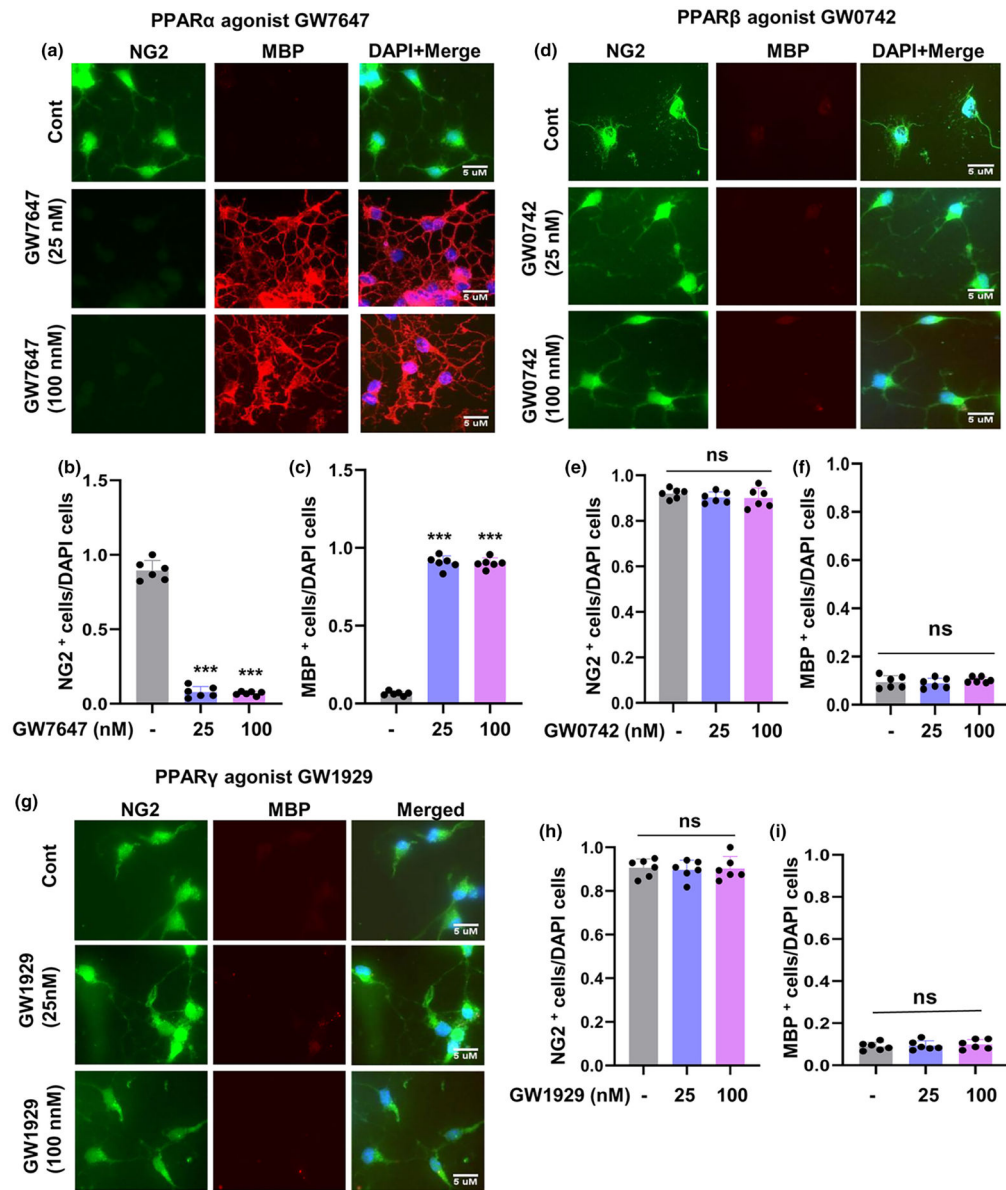 PPARα agonist GW7647
(a)
NG2 MBP DAPI+Merge
Cont
5 uM
GW7647
(25 nM)
5 uM
GW7647
(100 nnM)
5 uM
(b)
NG2 + cells/DAPI cells
1.5
1.0
0.5
0.0
*** ***
GW7647 (nM) - 25 100
(c)
MBP + cells/DAPI cells
1.5
1.0
0.5
0.0
*** ***
- 25 100
PPARβ agonist GW0742
(d)
NG2 MBP DAPI+Merge
Cont
5 uM
GW0742
(25 nM)
5 uM
GW0742
(100 nnM)
5 uM
(e)
NG2 + cells/DAPI cells
1.0
0.8
0.6
0.4
0.2
0.0
ns
GW0742 (nM) - 25 100
(f)
MBP + cells/DAPI cells
1.0
0.8
0.6
0.4
0.2
0.0
ns
- 25 100
PPARγ agonist GW1929
(g)
NG2 MBP Merged
Cont
5 uM
GW1929
(25nM)
5 uM
GW1929
(100 nnM)
5 uM
(h)
NG2 + cells/DAPI cells
1.0
0.8
0.6
0.4
0.2
0.0
ns
GW1929 (nM) - 25 100
(i)
MBP + cells/DAPI cells
1.0
0.8
0.6
0.4
0.2
0.0
ns
- 25 100